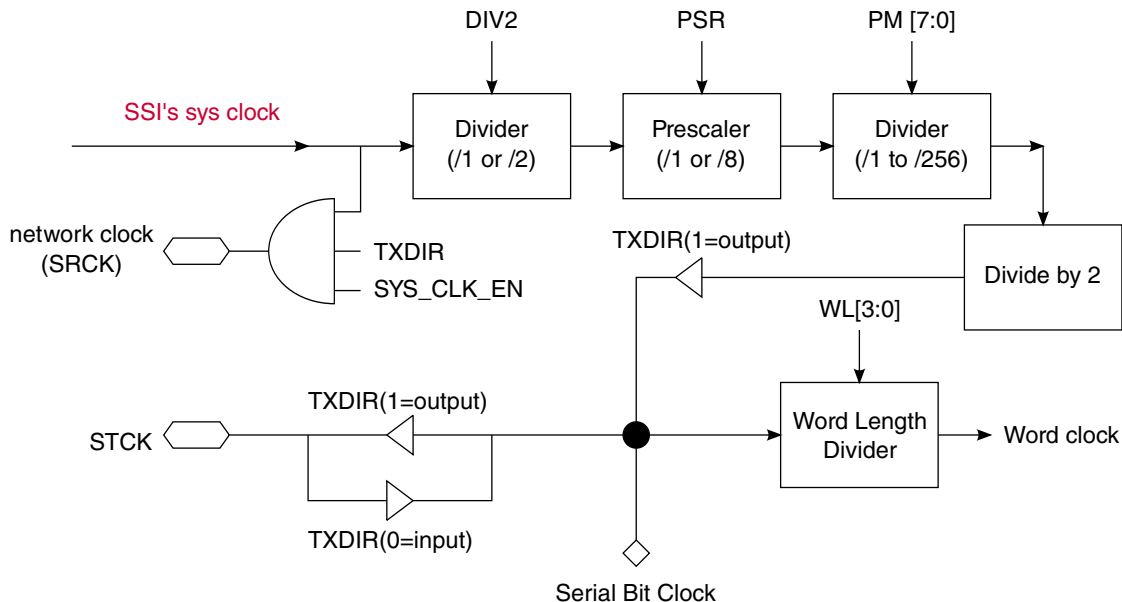 DIV2
PSR
PM [7:0]
SSI's sys clock
Divider
(/1 or /2)
Prescaler
(/1 or /8)
Divider
(/1 to /256)
network clock
(SRCK)
TXDIR
SYS_CLK_EN
TXDIR(1=output)
Divide by 2
WL[3:0]
TXDIR(1=output)
STCK
Word Length
Divider
Word clock
TXDIR(0=input)
Serial Bit Clock